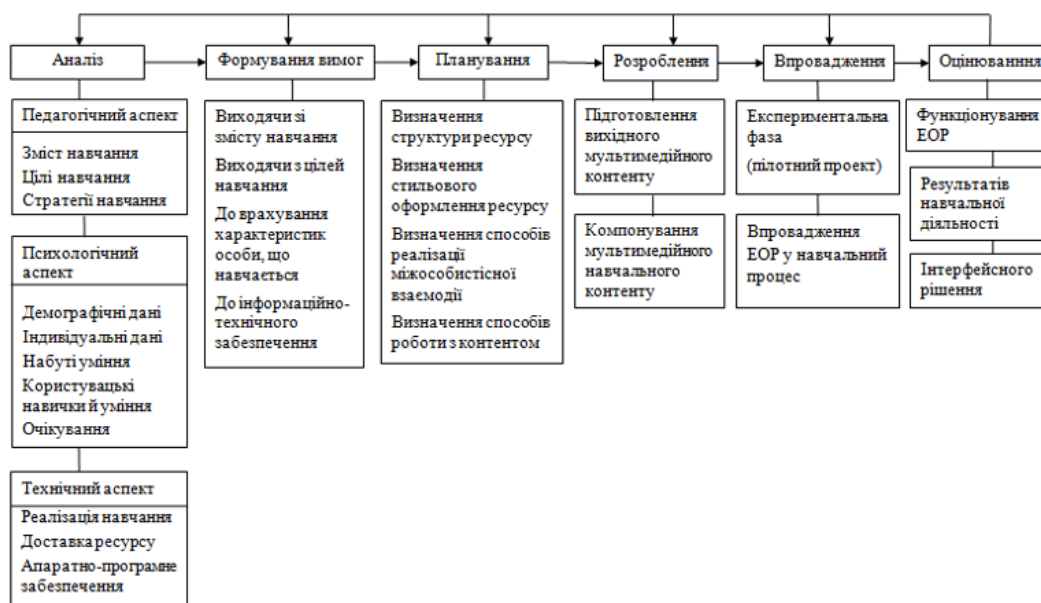 Аналіз
Формування вимог
Планування
Розроблення
Впровадження
Оцінюванння
Педагогічний аспект
Зміст навчання
Цілі навчання
Стратегії навчання
Психологічний
аспект
Демографічні дані
Індивідуальні дані
Набуті уміння
Користувацькі
навички й уміння
Очікування
Технічний аспект
Реалізація навчання
Доставка ресурсу
Апаратно-програмне
забезпечення
Виходячи зі
змісту навчання
Виходячи з цілей
навчання
До врахування
характеристик
особи, що
навчається
До інформаційно-
технічного
забезпечення
Визначення
структури ресурсу
Визначення
стильового
оформлення ресурсу
Визначення способів
реалізації
міжособистісної
взаємодії
Визначення способів
роботи з контентом
Підготовлення
вихідного
мультимедійного
контенту
Компонування
мультимедійного
навчального
контенту
Експериментальна
фаза
(пілотний проект)
Впровадження
ЕОР у навчальний
процес
Функціонування
ЕОР
Результатів
навчальної
діяльності
Інтерфейсного
рішення